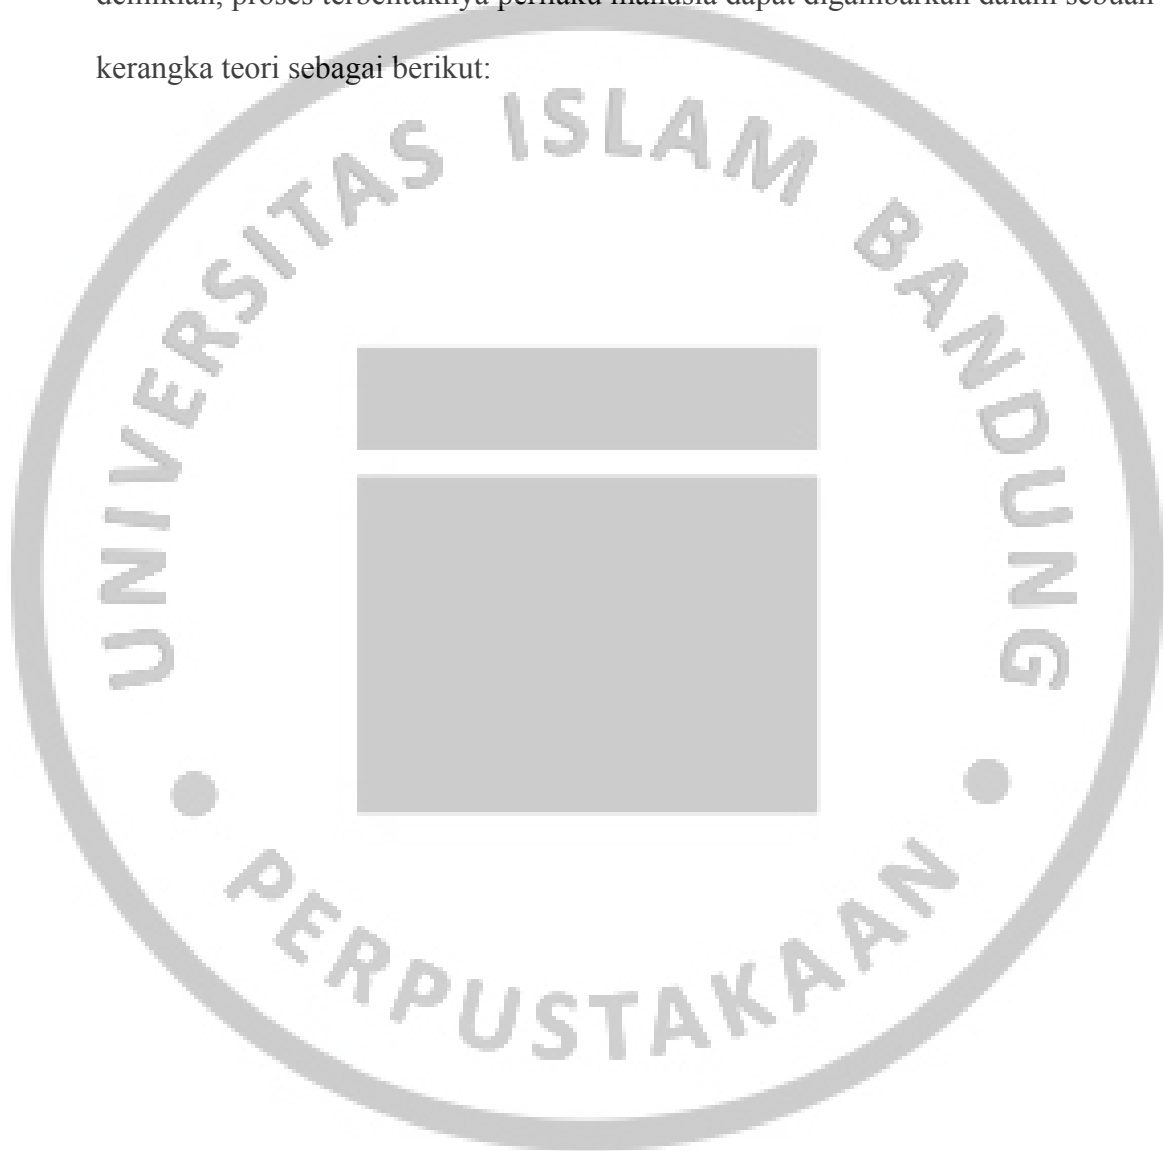 demikian, proses terbentuknya perilaku manusia dapat digambarkan dalam sebuah
kerangka teori sebagai berikut:
UNIVERSITAS ISLAM BANDUNG
• PERPUSTAKAAN •